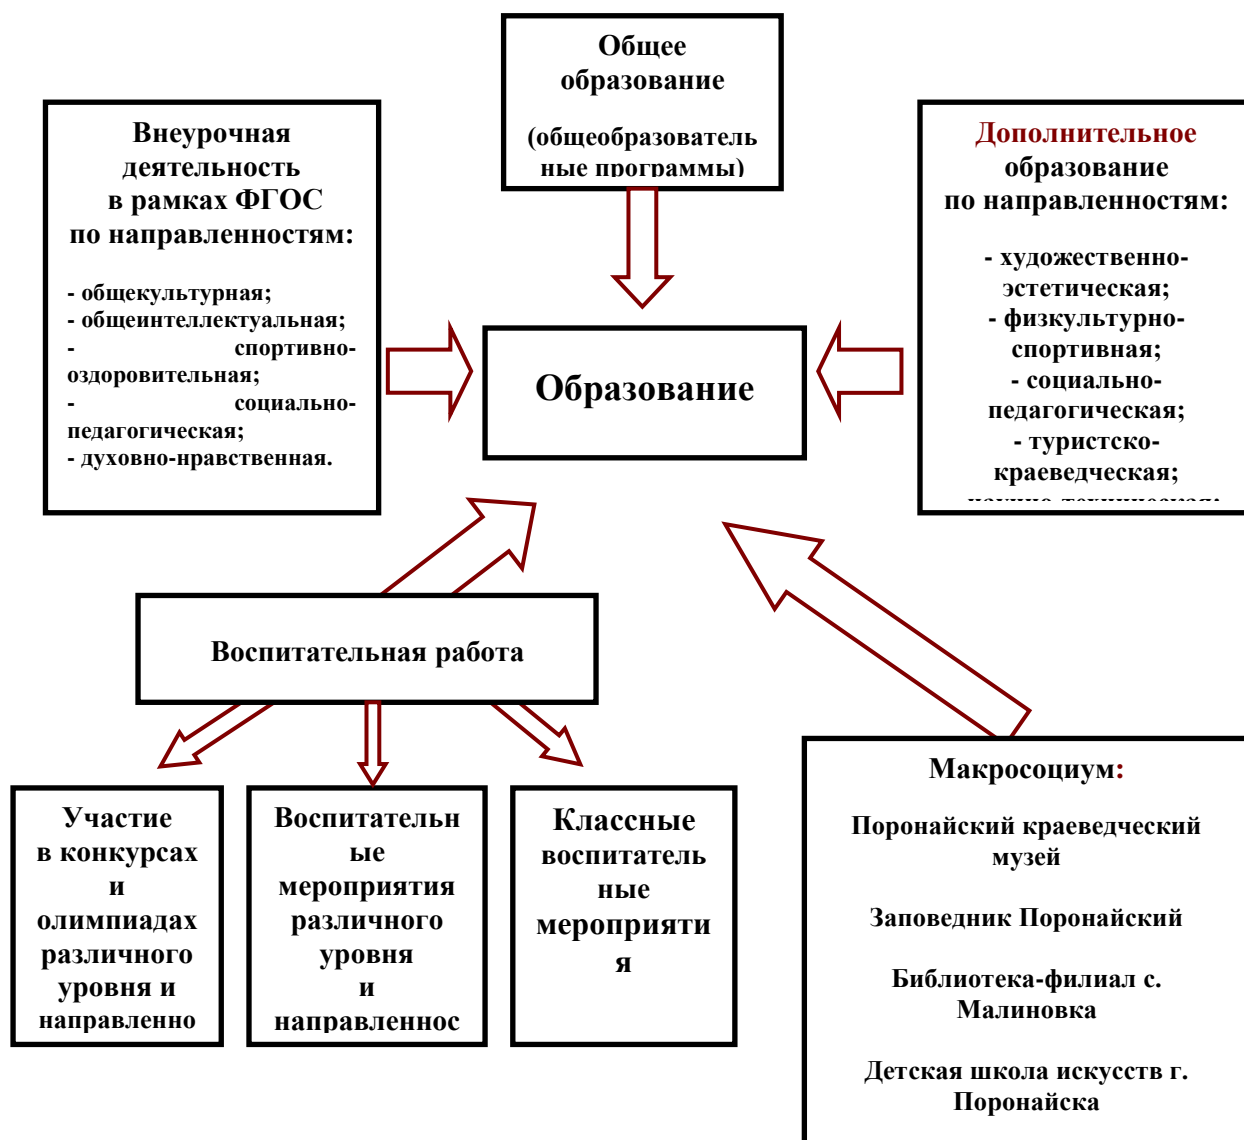 Общее
образование
(общеобразователь
ные программы)
Внеурочная
деятельность
в рамках ФГОС
по направленностям:
- общекультурная;
- общеинтеллектуальная;
- спортивно-
оздоровительная;
- социально-
педагогическая;
- духовно-нравственная.
Дополнительное
образование
по направленностям:
- художественно-
эстетическая;
- физкультурно-
спортивная;
- социально-
педагогическая;
- туристско-
краеведческая;
научно-техническая;
Образование
Воспитательная работа
Участие
в конкурсах
и
олимпиадах
различного
уровня и
направленно
Воспитательн
ые
мероприятия
различного
уровня
и
направленнос
Классные
воспитатель
ные
мероприяти
я
Макросоциум:
Поронайский краеведческий
музей
Заповедник Поронайский
Библиотека-филиал с.
Малиновка
Детская школа искусств г.
Поронайска